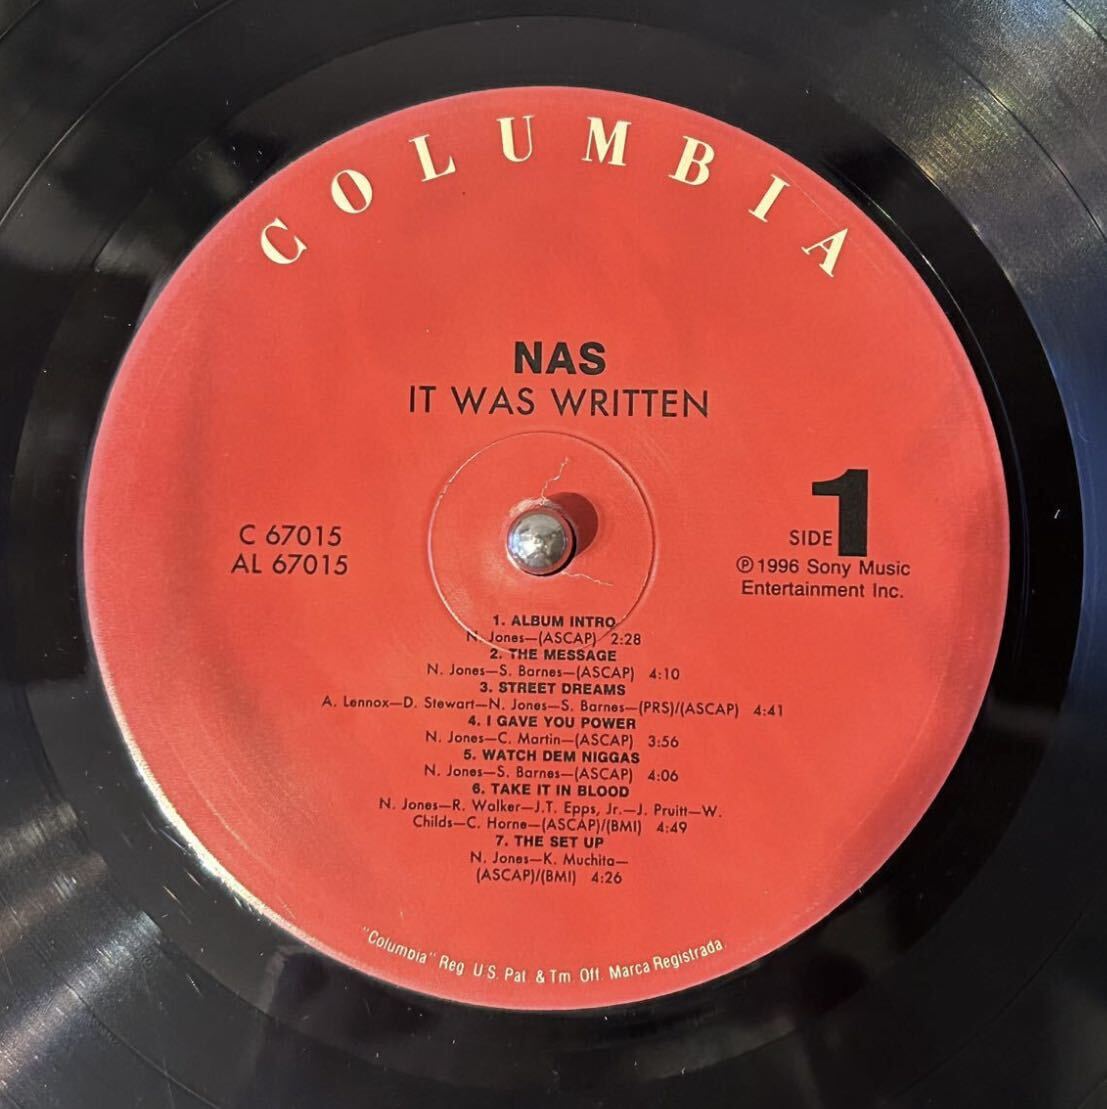 COLUMBIA
NAS
IT WAS WRITTEN
C 67015
AL 67015
SIDE 1
℗ 1996 Sony Music
Entertainment Inc.
1. ALBUM INTRO
N. Jones—(ASCAP) 2:28
2. THE MESSAGE
N. Jones—S. Barnes—(ASCAP) 4:10
3. STREET DREAMS
A. Lennox—D. Stewart—N. Jones—S. Barnes—(PRS)/(ASCAP) 4:41
4. I GAVE YOU POWER
N. Jones—C. Martin—(ASCAP) 3:56
5. WATCH DEM NIGGAS
N. Jones—S. Barnes—(ASCAP) 4:06
6. TAKE IT IN BLOOD
N. Jones—R. Walker—J.T. Epps, Jr.—J. Pruitt—W.
Childs—C. Horne—(ASCAP)/(BMI) 4:49
7. THE SET UP
N. Jones—K. Muchita—
(ASCAP)/(BMI) 4:26
"Columbia" Reg. U.S. Pat. & Tm. Off. Marca Registrada.